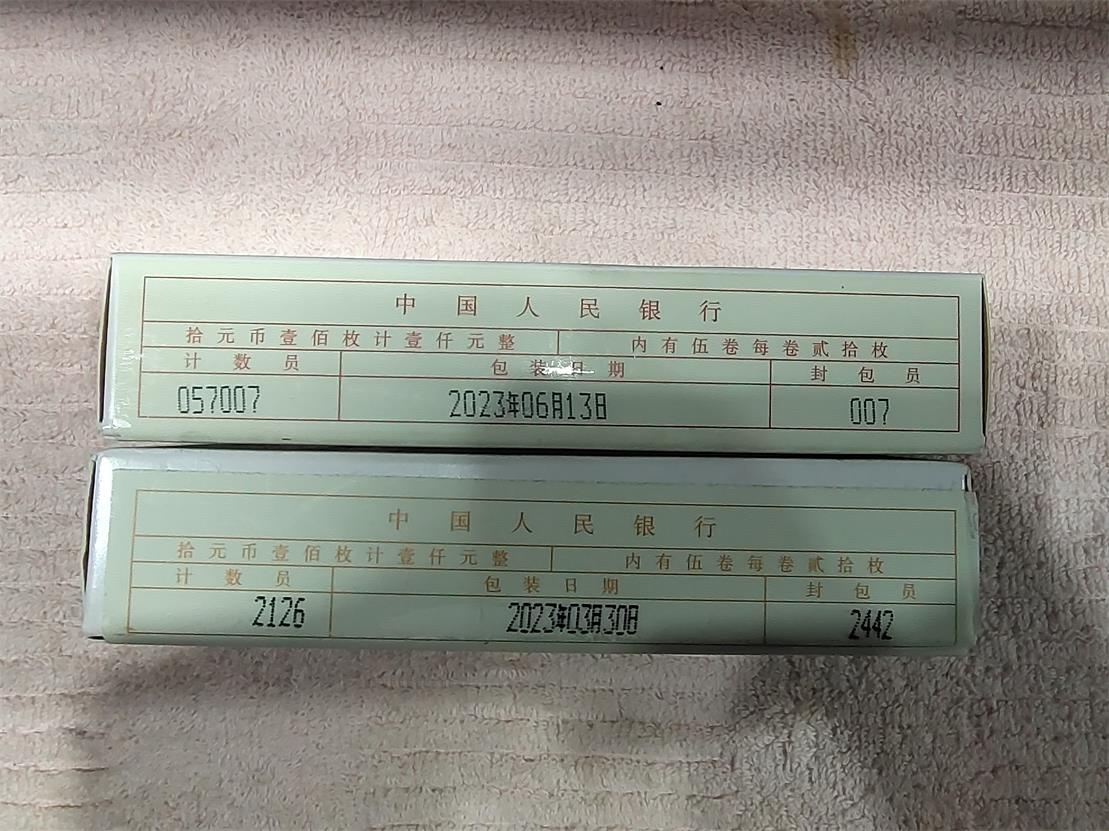 中国人民银行
拾元币壹佰枚计壹仟元整 内有伍卷每卷贰拾枚
计数员 包装日期 封包员
057007 2023年06月13日 007
中国人民银行
拾元币壹佰枚计壹仟元整 内有伍卷每卷贰拾枚
计数员 包装日期 封包员
2126 2023年03月30日 2442